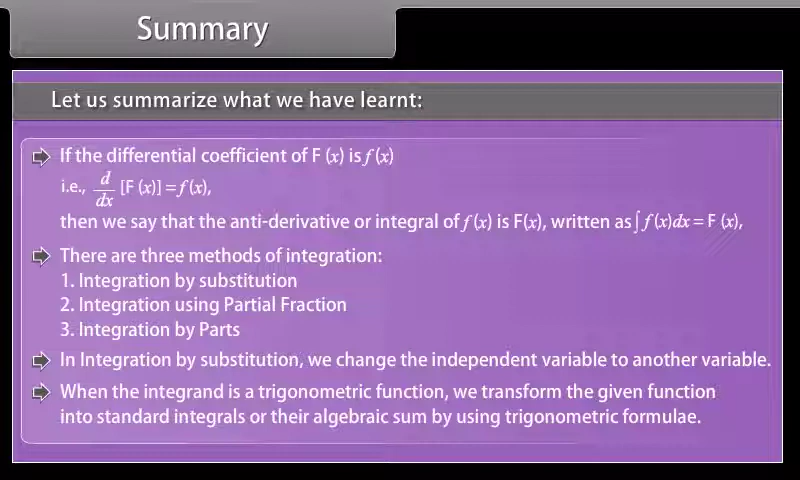 Summary
Let us summarize what we have learnt:
If the differential coefficient of F (x) is f (x)
i.e., d/dx [F (x)] = f (x),
then we say that the anti-derivative or integral of f (x) is F(x), written as ∫ f (x)dx = F (x),
There are three methods of integration:
1. Integration by substitution
2. Integration using Partial Fraction
3. Integration by Parts
In Integration by substitution, we change the independent variable to another variable.
When the integrand is a trigonometric function, we transform the given function
into standard integrals or their algebraic sum by using trigonometric formulae.